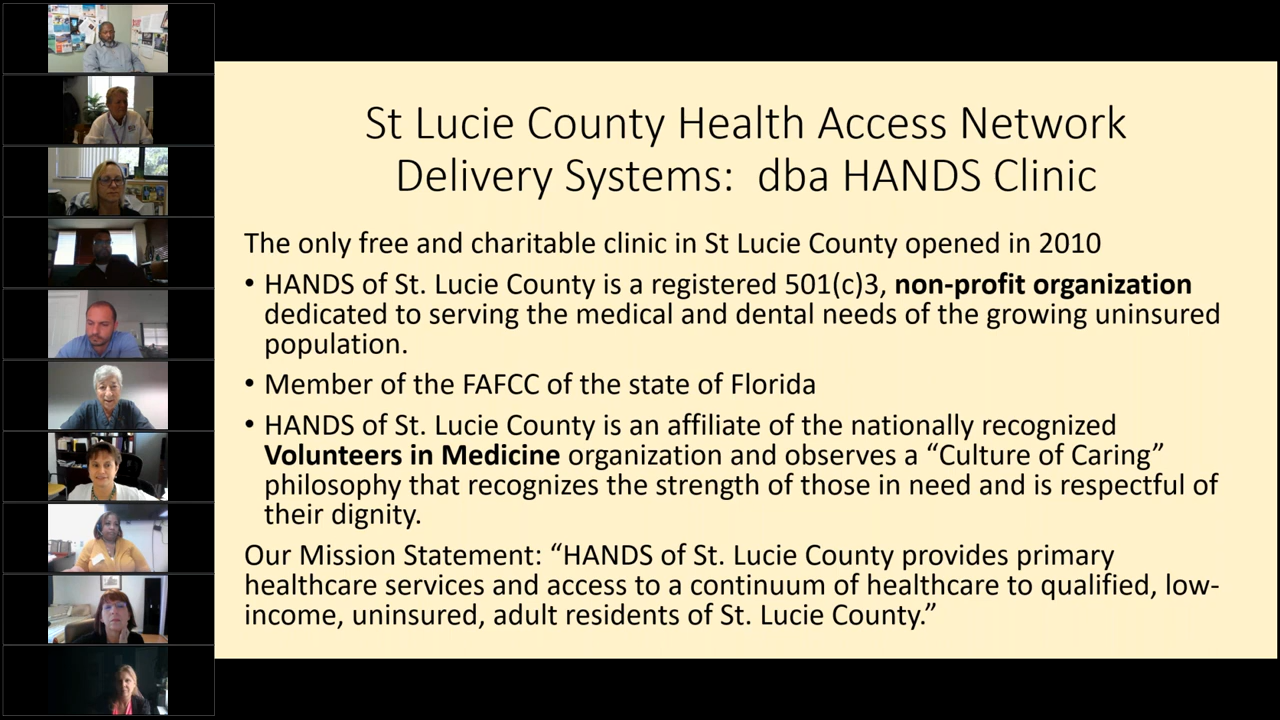 St Lucie County Health Access Network
Delivery Systems: dba HANDS Clinic
The only free and charitable clinic in St Lucie County opened in 2010
• HANDS of St. Lucie County is a registered 501(c)3, non-profit organization
dedicated to serving the medical and dental needs of the growing uninsured
population.
• Member of the FAFCC of the state of Florida
• HANDS of St. Lucie County is an affiliate of the nationally recognized
Volunteers in Medicine organization and observes a “Culture of Caring”
philosophy that recognizes the strength of those in need and is respectful of
their dignity.
Our Mission Statement: “HANDS of St. Lucie County provides primary
healthcare services and access to a continuum of healthcare to qualified, low-
income, uninsured, adult residents of St. Lucie County.”